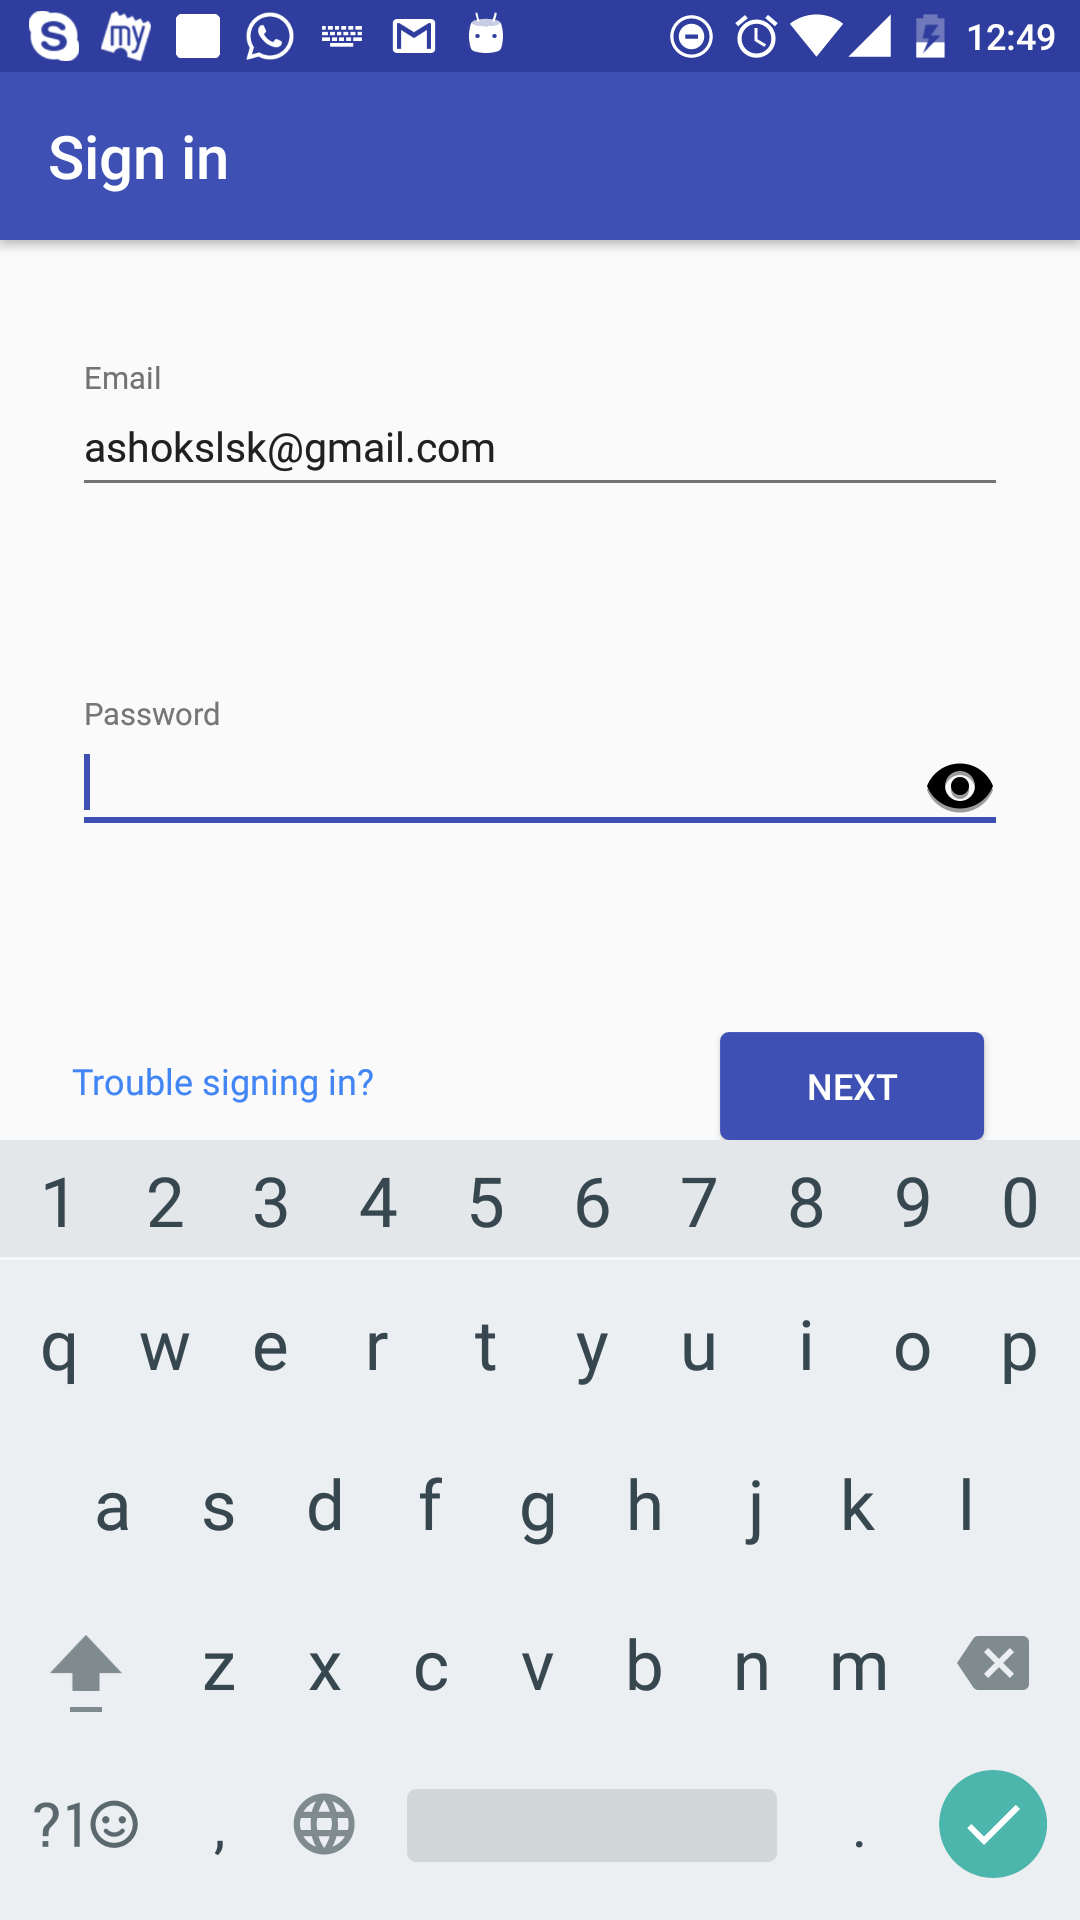 S my 12:49
Sign in
Email
ashokslsk@gmail.com
Password
Trouble signing in?
NEXT
1 2 3 4 5 6 7 8 9 0
q w e r t y u i o p
a s d f g h j k l
z x c v b n m
?1☺ , .